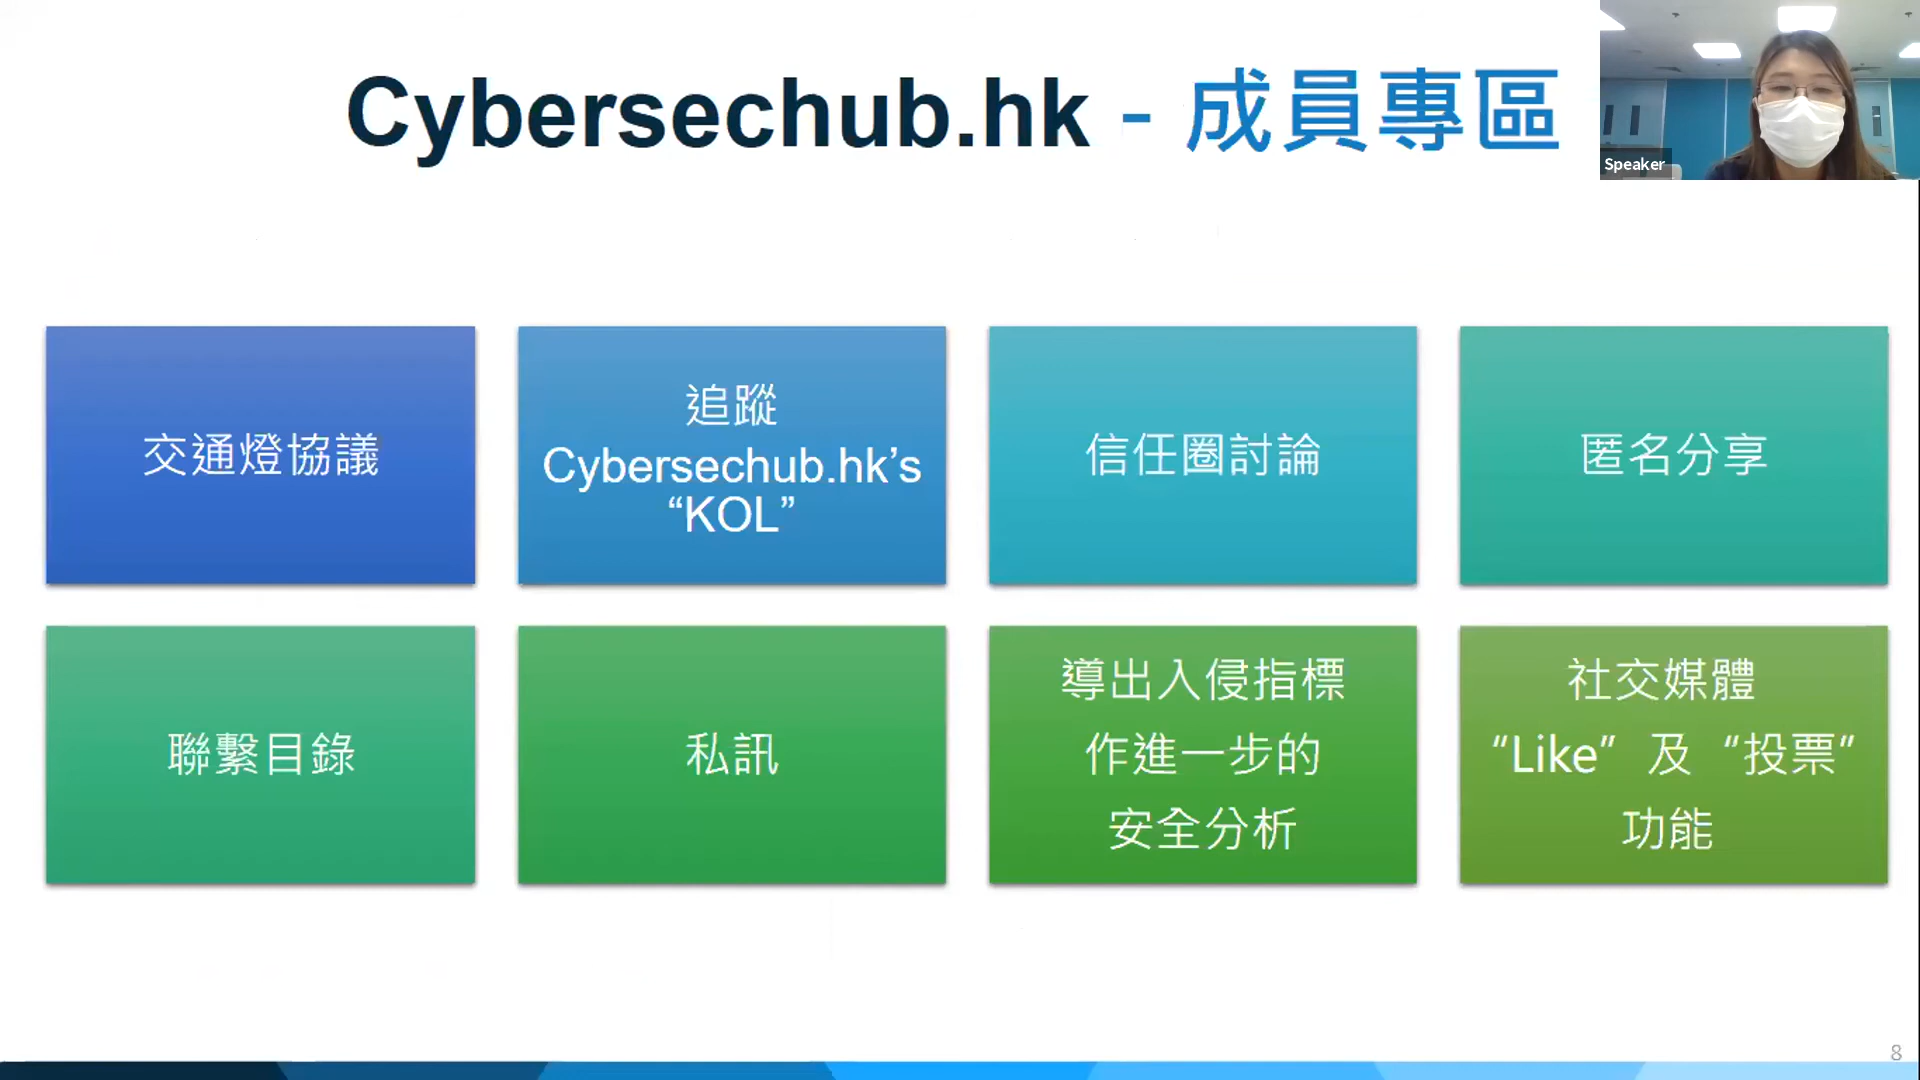 Cybersechub.hk - 成員專區
Speaker
交通燈協議
追蹤
Cybersechub.hk’s
“KOL”
信任圈討論
匿名分享
聯繫目錄
私訊
導出入侵指標
作進一步的
安全分析
社交媒體
“Like” 及 “投票”
功能
8